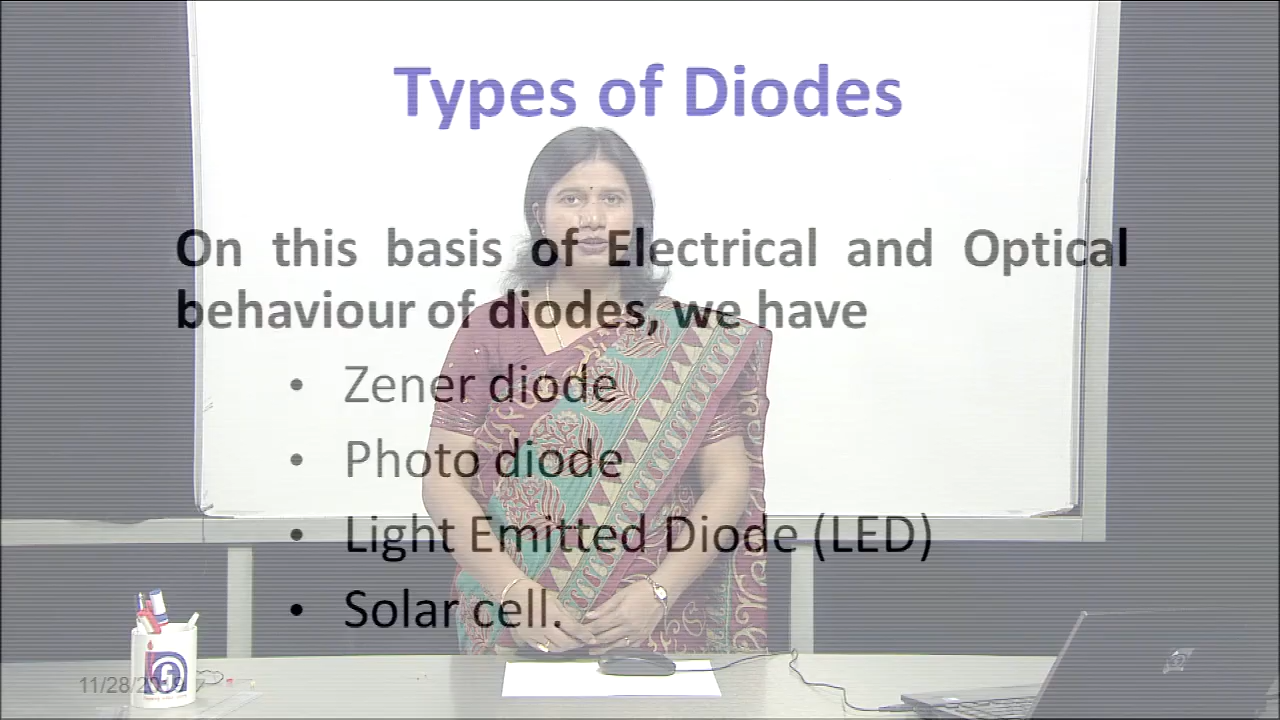 Types of Diodes
On this basis of Electrical and Optical
behaviour of diodes, we have
• Zener diode
• Photo diode
• Light Emitted Diode (LED)
• Solar cell.